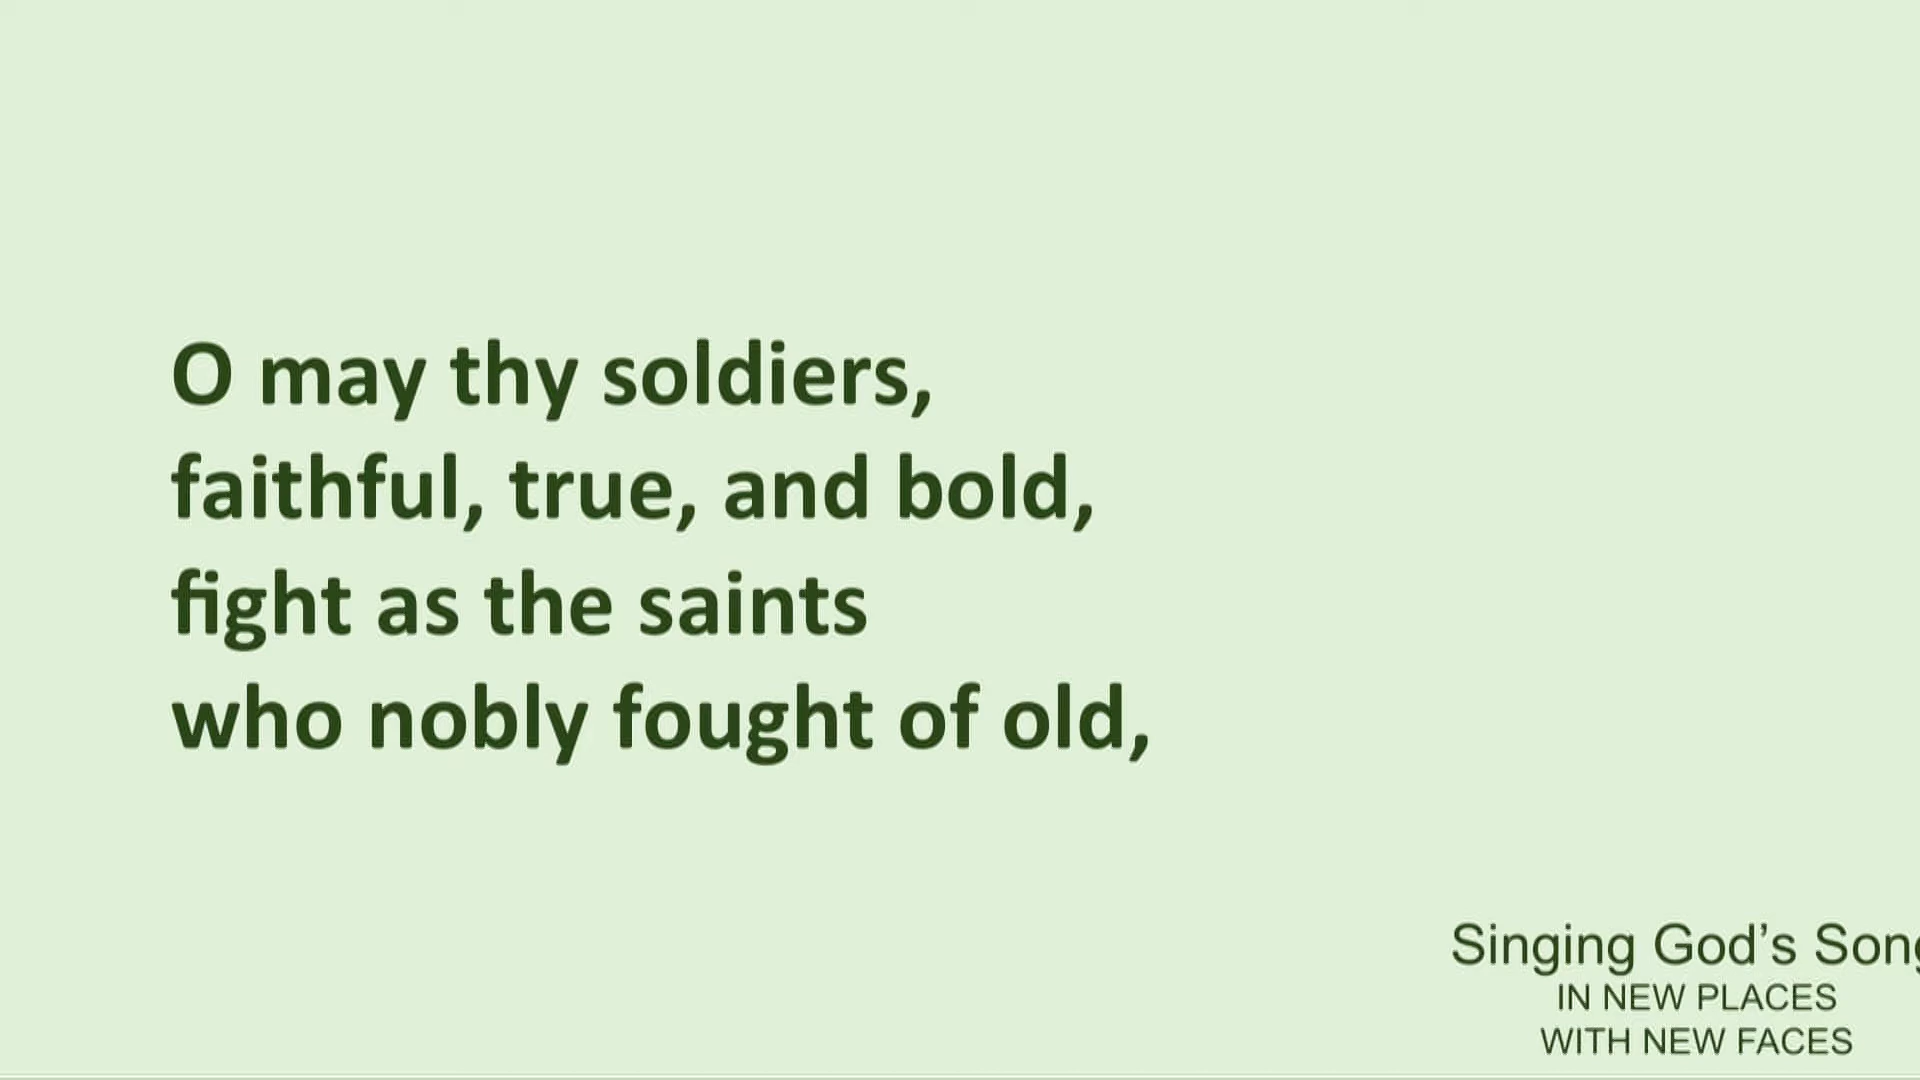 O may thy soldiers,
faithful, true, and bold,
fight as the saints
who nobly fought of old,
Singing God's Song
IN NEW PLACES
WITH NEW FACES